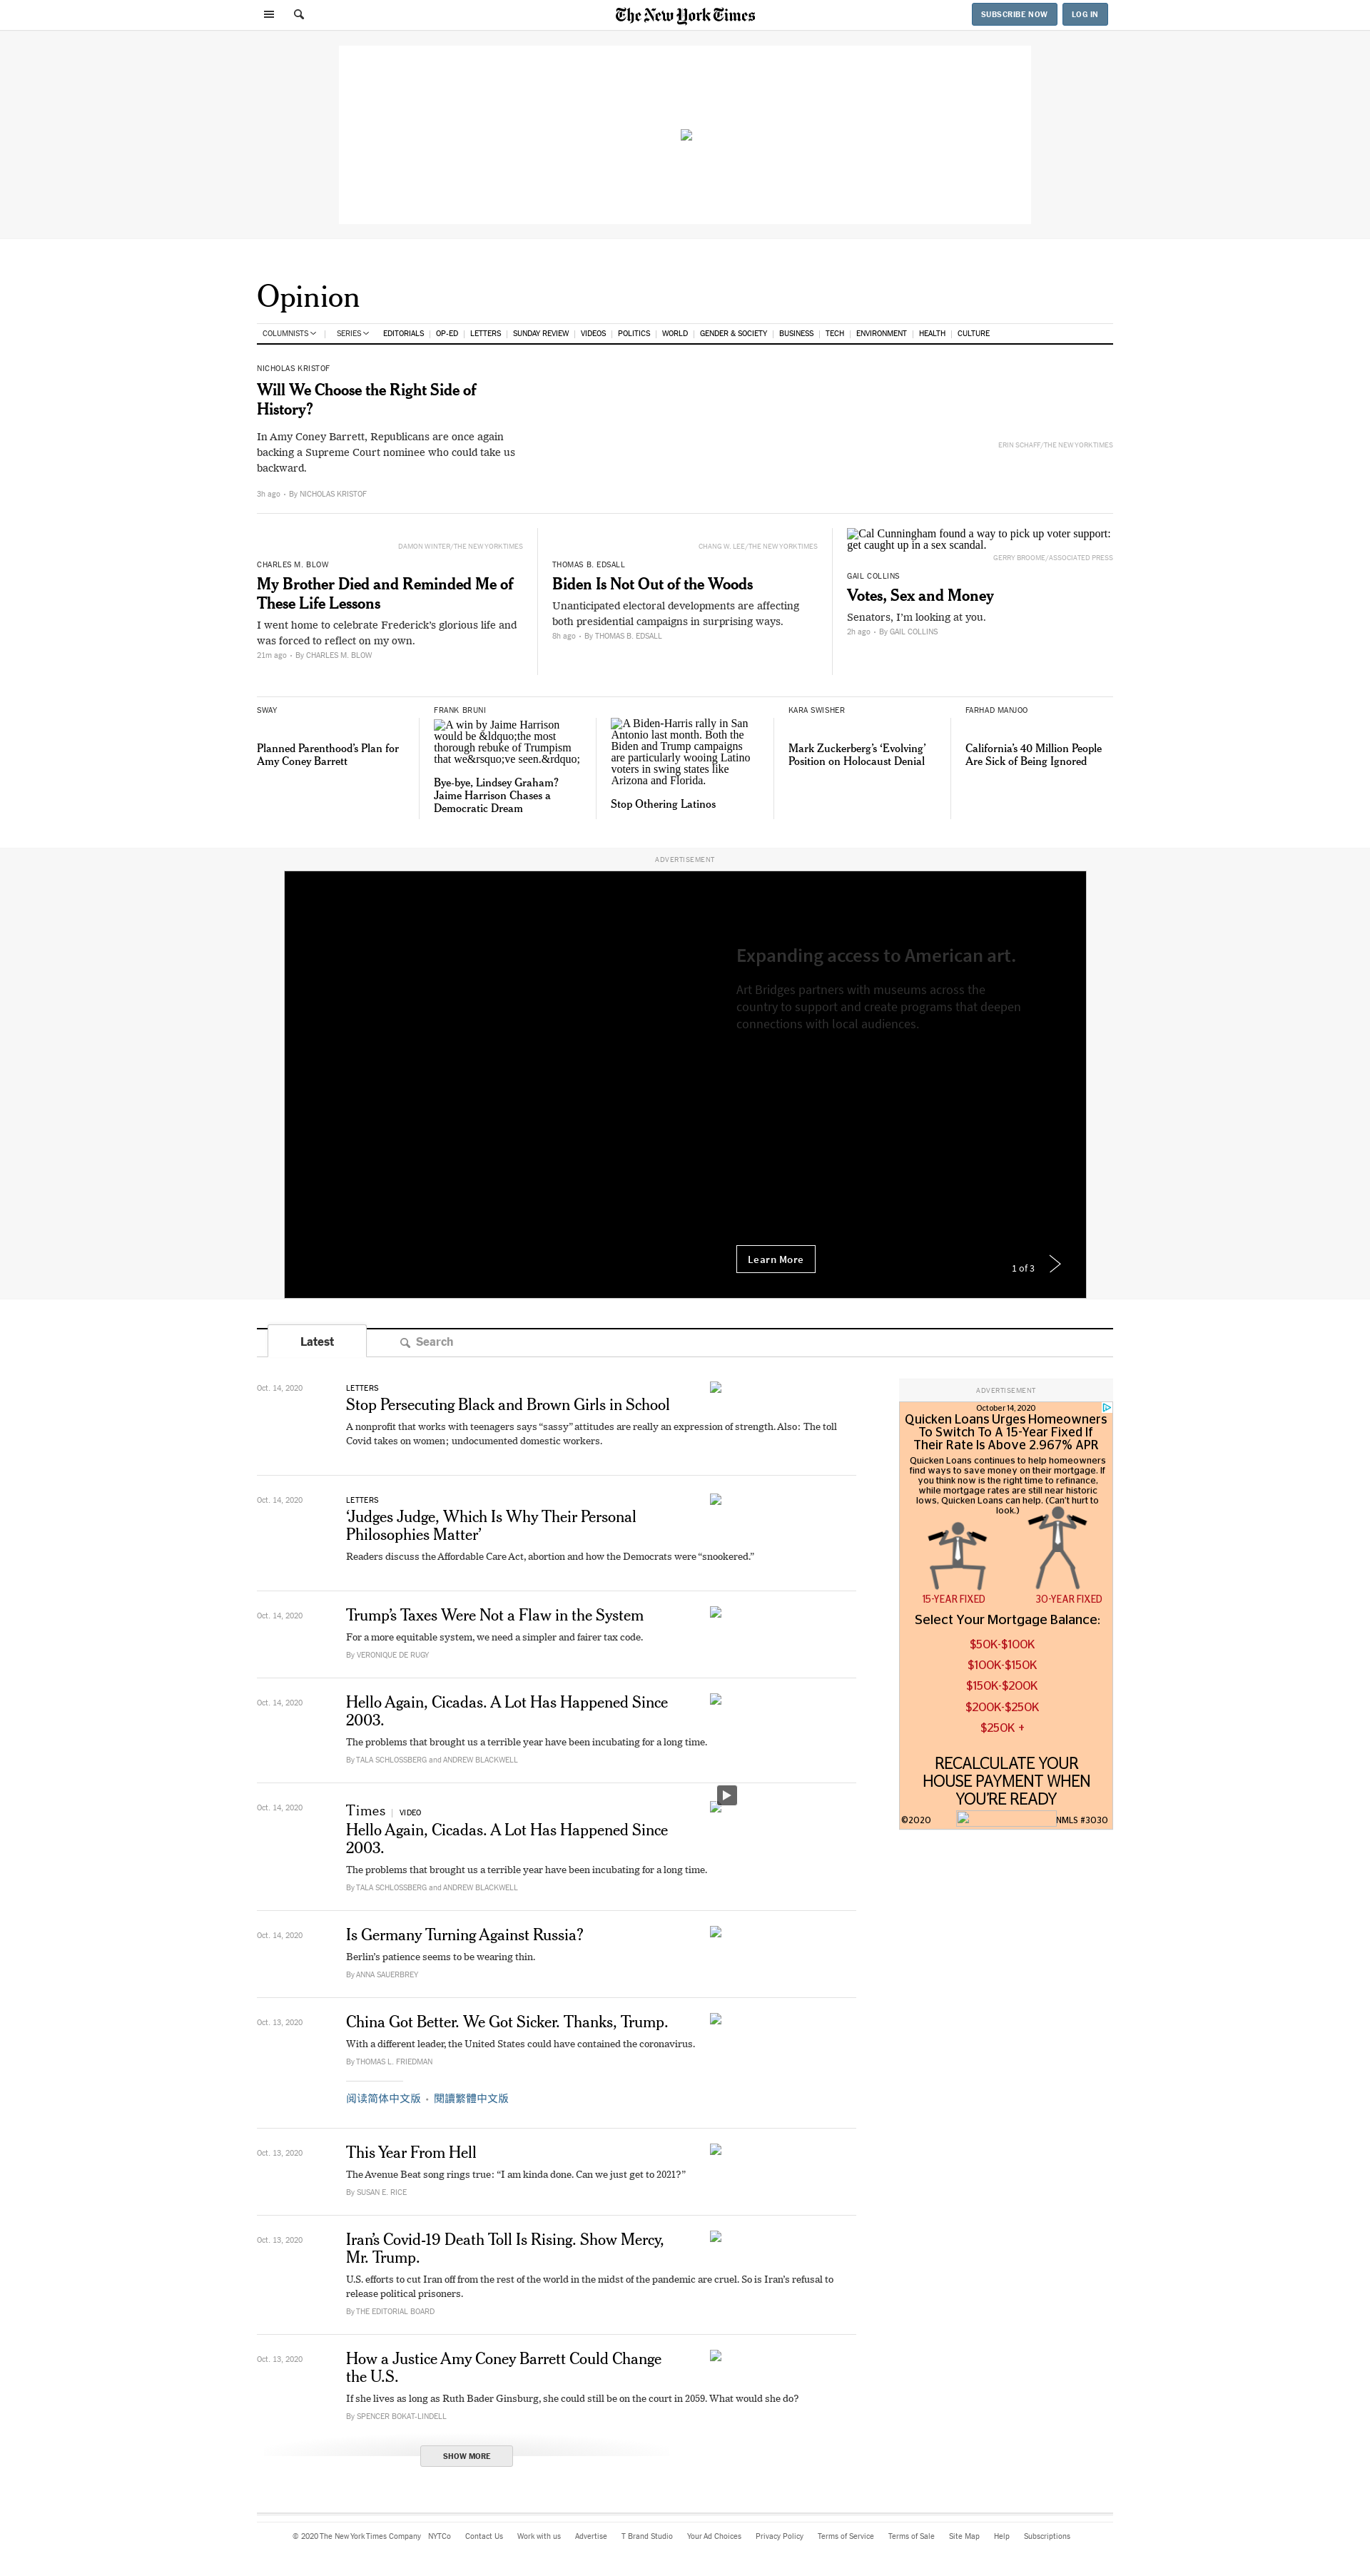 The New York Times
SUBSCRIBE NOW
LOG IN
Opinion
COLUMNISTS
SERIES
EDITORIALS
OP-ED
LETTERS
SUNDAY REVIEW
VIDEOS
POLITICS
WORLD
GENDER & SOCIETY
BUSINESS
TECH
ENVIRONMENT
HEALTH
CULTURE
NICHOLAS KRISTOF
Will We Choose the Right Side of
History?
In Amy Coney Barrett, Republicans are once again
backing a Supreme Court nominee who could take us
backward.
3h ago • By NICHOLAS KRISTOF
ERIN SCHAFF/THE NEW YORK TIMES
DAMON WINTER/THE NEW YORK TIMES
CHARLES M. BLOW
My Brother Died and Reminded Me of
These Life Lessons
I went home to celebrate Frederick’s glorious life and
was forced to reflect on my own.
21m ago • By CHARLES M. BLOW
CHANG W. LEE/THE NEW YORK TIMES
THOMAS B. EDSALL
Biden Is Not Out of the Woods
Unanticipated electoral developments are affecting
both presidential campaigns in surprising ways.
8h ago • By THOMAS B. EDSALL
Cal Cunningham found a way to pick up voter support:
get caught up in a sex scandal.
GERRY BROOME/ASSOCIATED PRESS
GAIL COLLINS
Votes, Sex and Money
Senators, I’m looking at you.
2h ago • By GAIL COLLINS
SWAY
Planned Parenthood’s Plan for
Amy Coney Barrett
FRANK BRUNI
A win by Jaime Harrison
would be &ldquo;the most
thorough rebuke of Trumpism
that we&rsquo;ve seen.&rdquo;
Bye-bye, Lindsey Graham?
Jaime Harrison Chases a
Democratic Dream
A Biden-Harris rally in San
Antonio last month. Both the
Biden and Trump campaigns
are particularly wooing Latino
voters in swing states like
Arizona and Florida.
Stop Othering Latinos
KARA SWISHER
Mark Zuckerberg’s ‘Evolving’
Position on Holocaust Denial
FARHAD MANJOO
California’s 40 Million People
Are Sick of Being Ignored
ADVERTISEMENT
Expanding access to American art.
Art Bridges partners with museums across the
country to support and create programs that deepen
connections with local audiences.
Learn More
1 of 3
Latest
Search
Oct. 14, 2020
LETTERS
Stop Persecuting Black and Brown Girls in School
A nonprofit that works with teenagers says “sassy” attitudes are really an expression of strength. Also: The toll
Covid takes on women; undocumented domestic workers.
Oct. 14, 2020
LETTERS
‘Judges Judge, Which Is Why Their Personal
Philosophies Matter’
Readers discuss the Affordable Care Act, abortion and how the Democrats were “snookered.”
Oct. 14, 2020
Trump’s Taxes Were Not a Flaw in the System
For a more equitable system, we need a simpler and fairer tax code.
By VERONIQUE DE RUGY
Oct. 14, 2020
Hello Again, Cicadas. A Lot Has Happened Since
2003.
The problems that brought us a terrible year have been incubating for a long time.
By TALA SCHLOSSBERG and ANDREW BLACKWELL
Oct. 14, 2020
Times | VIDEO
Hello Again, Cicadas. A Lot Has Happened Since
2003.
The problems that brought us a terrible year have been incubating for a long time.
By TALA SCHLOSSBERG and ANDREW BLACKWELL
Oct. 14, 2020
Is Germany Turning Against Russia?
Berlin’s patience seems to be wearing thin.
By ANNA SAUERBREY
Oct. 13, 2020
China Got Better. We Got Sicker. Thanks, Trump.
With a different leader, the United States could have contained the coronavirus.
By THOMAS L. FRIEDMAN
阅读简体中文版 • 閱讀繁體中文版
Oct. 13, 2020
This Year From Hell
The Avenue Beat song rings true: “I am kinda done. Can we just get to 2021?”
By SUSAN E. RICE
Oct. 13, 2020
Iran’s Covid-19 Death Toll Is Rising. Show Mercy,
Mr. Trump.
U.S. efforts to cut Iran off from the rest of the world in the midst of the pandemic are cruel. So is Iran’s refusal to
release political prisoners.
By THE EDITORIAL BOARD
Oct. 13, 2020
How a Justice Amy Coney Barrett Could Change
the U.S.
If she lives as long as Ruth Bader Ginsburg, she could still be on the court in 2059. What would she do?
By SPENCER BOKAT-LINDELL
SHOW MORE
ADVERTISEMENT
October 14, 2020
Quicken Loans Urges Homeowners
To Switch To A 15-Year Fixed If
Their Rate Is Above 2.967% APR
Quicken Loans continues to help homeowners
find ways to save money on their mortgage. If
you think now is the right time to refinance,
while mortgage rates are still near historic
lows, Quicken Loans can help. (Can't hurt to
look.)
15-YEAR FIXED
30-YEAR FIXED
Select Your Mortgage Balance:
$50K-$100K
$100K-$150K
$150K-$200K
$200K-$250K
$250K +
RECALCULATE YOUR
HOUSE PAYMENT WHEN
YOU'RE READY
©2020
NMLS #3030
© 2020 The New York Times Company
NYTCo
Contact Us
Work with us
Advertise
T Brand Studio
Your Ad Choices
Privacy Policy
Terms of Service
Terms of Sale
Site Map
Help
Subscriptions